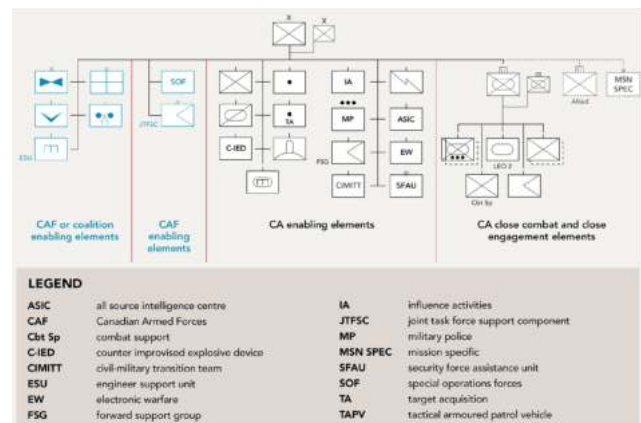 X
X
SOF
MSN
SPEC
IA
Allied
JTFSC
TA
MP
ASIC
C-IED
FSG
EW
LEO 2
ESU
CIMITT
SFAU
Cbt Sp
CAF or coalition
enabling elements
CAF
enabling
elements
CA enabling elements
CA close combat and close
engagement elements
LEGEND
ASIC all source intelligence centre
CAF Canadian Armed Forces
Cbt Sp combat support
C-IED counter improvised explosive device
CIMITT civil-military transition team
ESU engineer support unit
EW electronic warfare
FSG forward support group
IA influence activities
JTFSC joint task force support component
MP military police
MSN SPEC mission specific
SFAU security force assistance unit
SOF special operations forces
TA target acquisition
TAPV tactical armoured patrol vehicle